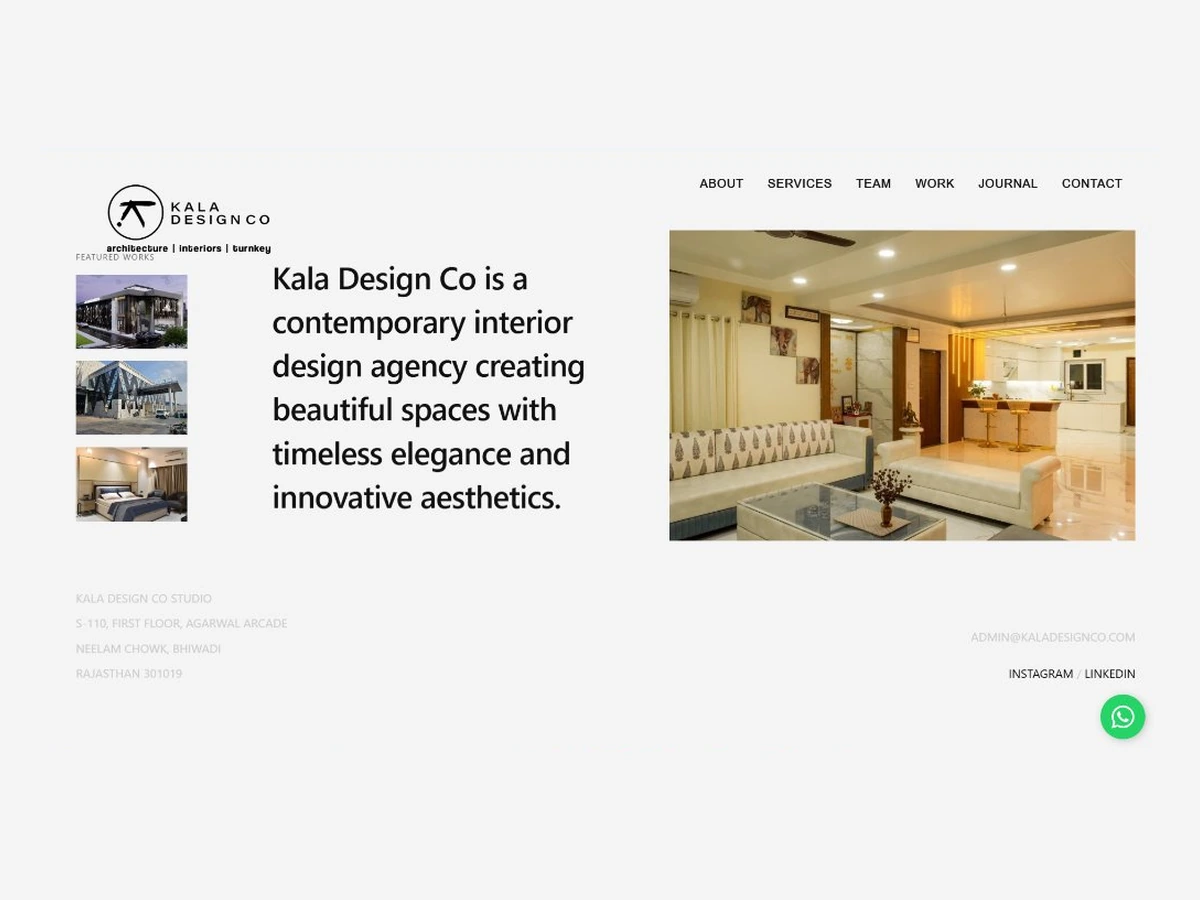 KALA
DESIGN CO
architecture | interiors | turnkey
ABOUT SERVICES TEAM WORK JOURNAL CONTACT
FEATURED WORKS
Kala Design Co is a
contemporary interior
design agency creating
beautiful spaces with
timeless elegance and
innovative aesthetics.
KALA DESIGN CO STUDIO
S-110, FIRST FLOOR, AGARWAL ARCADE
NEELAM CHOWK, BHIWADI
RAJASTHAN 301019
ADMIN@KALADESIGNCO.COM
INSTAGRAM / LINKEDIN